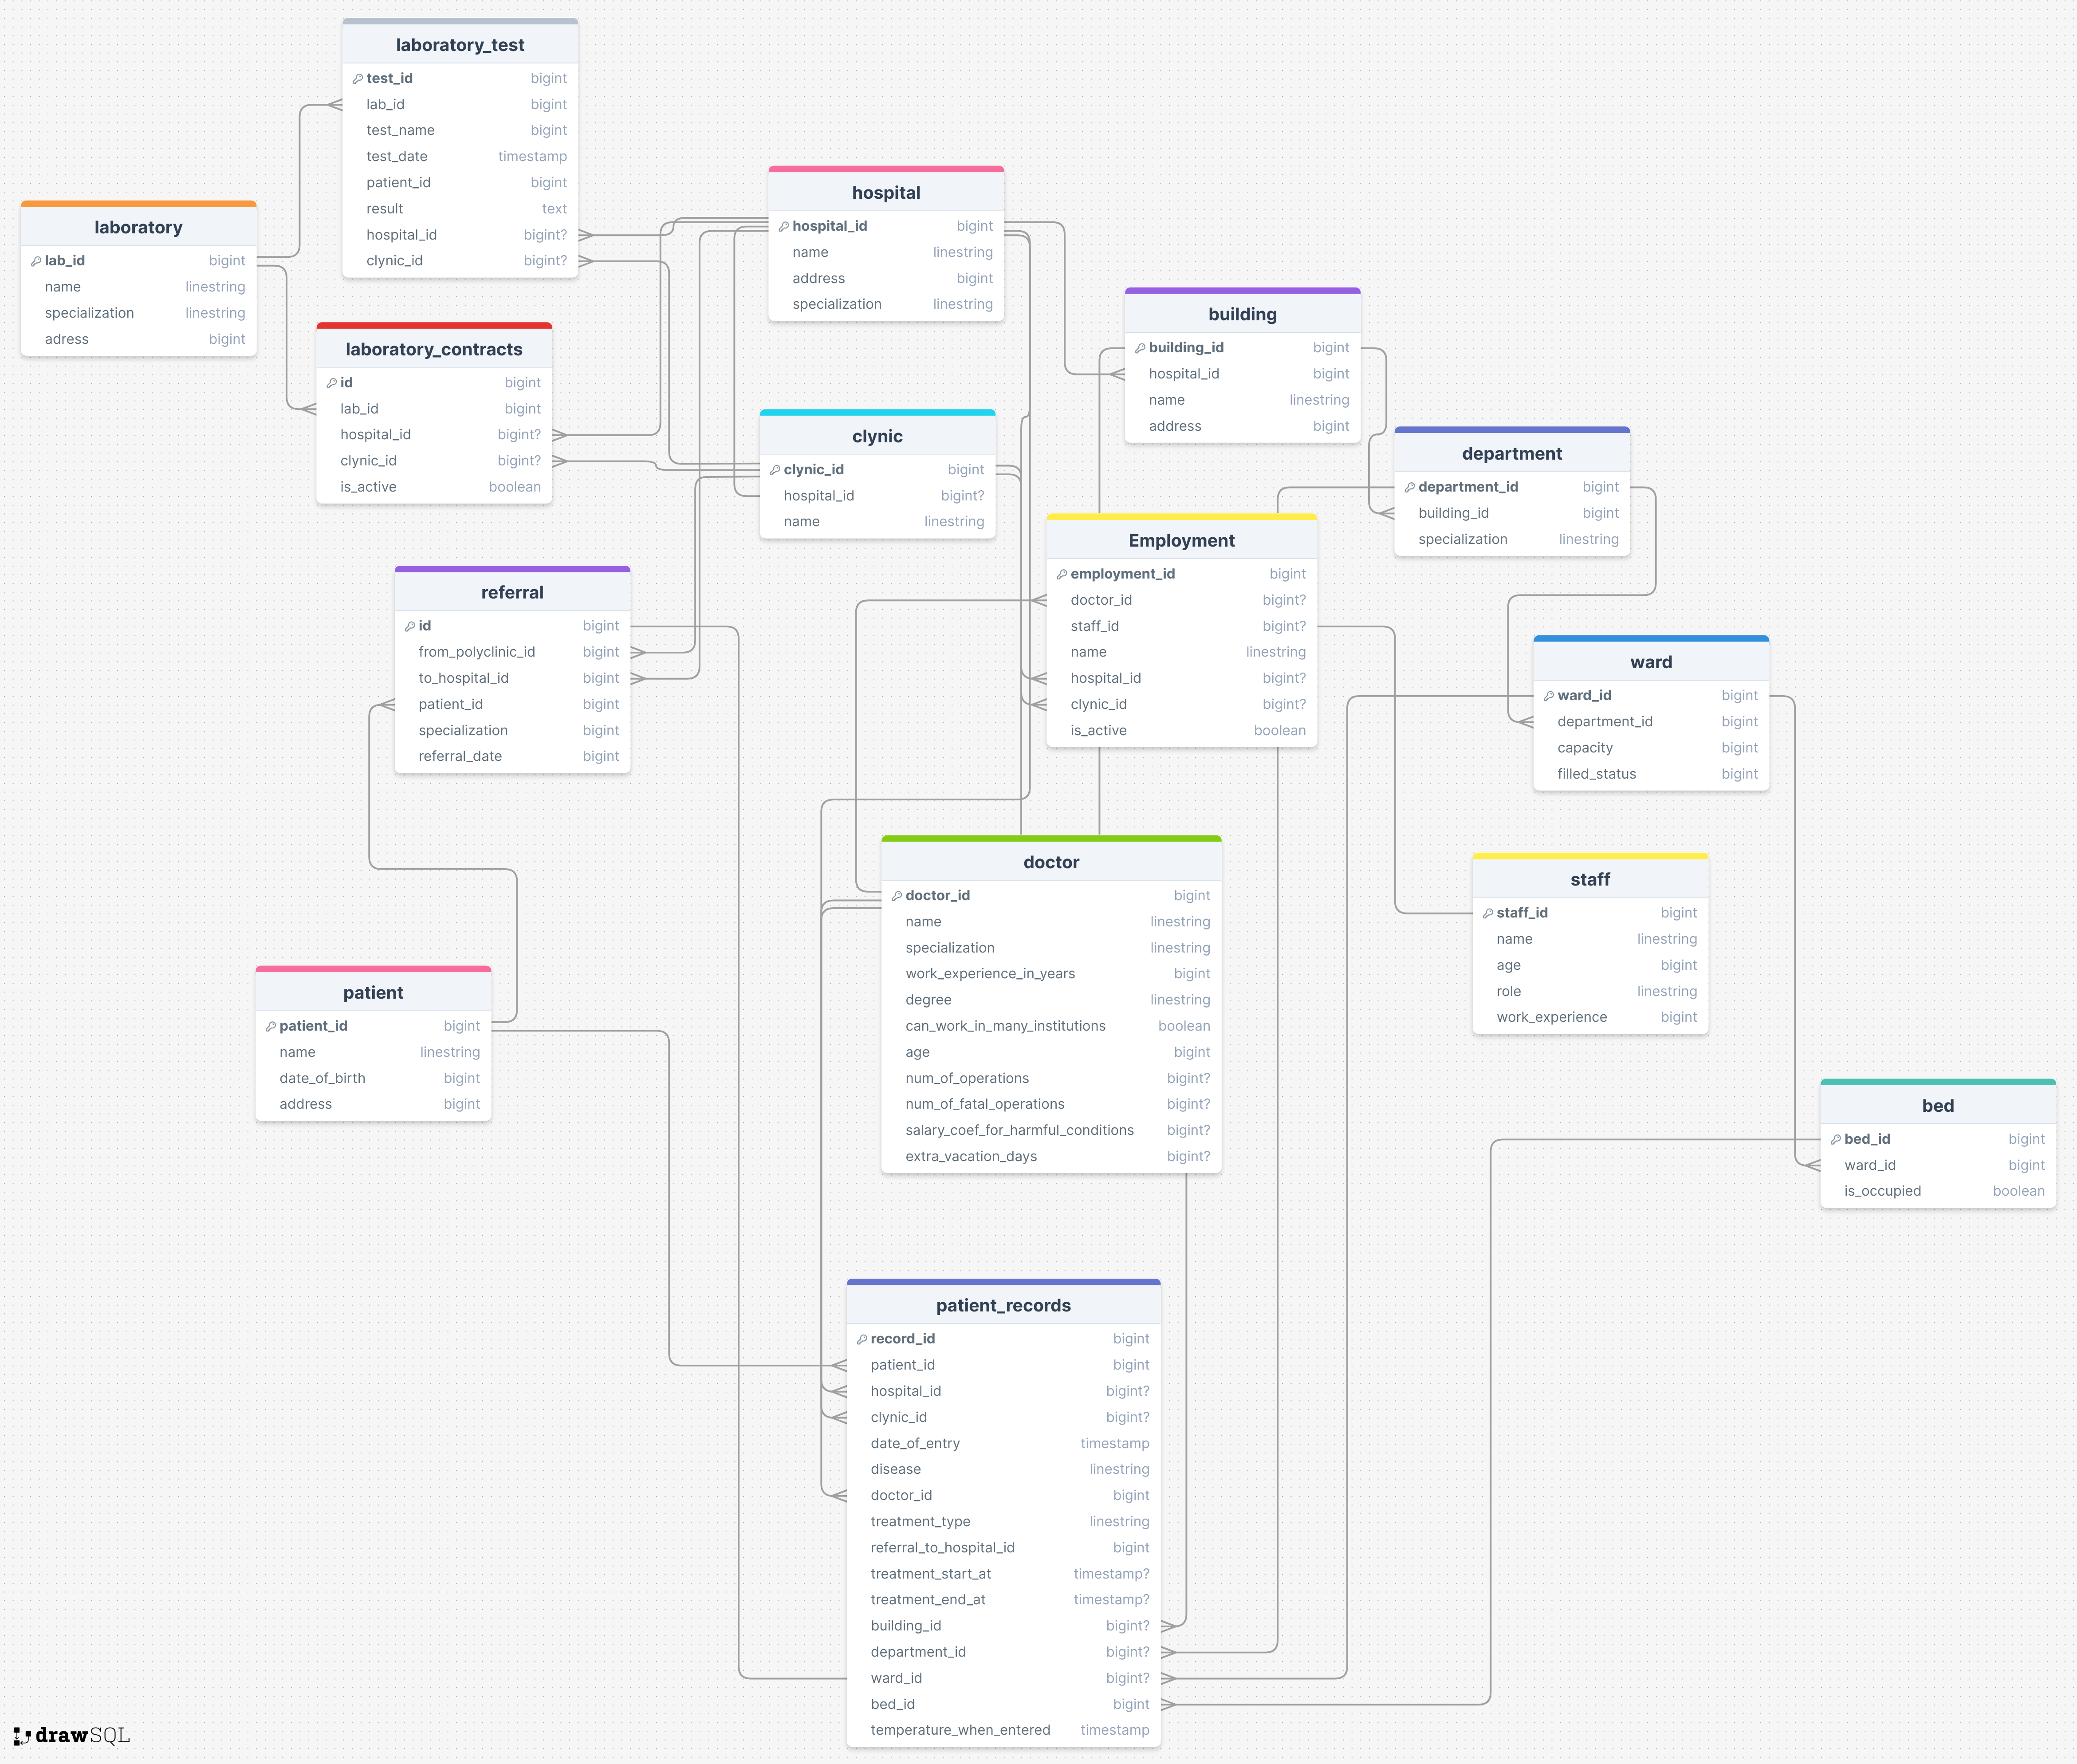 laboratory_test
test_id bigint
lab_id bigint
test_name bigint
test_date timestamp
patient_id bigint
result text
hospital_id bigint?
clynic_id bigint?
laboratory
lab_id bigint
name linestring
specialization linestring
adress bigint
laboratory_contracts
id bigint
lab_id bigint
hospital_id bigint?
clynic_id bigint?
is_active boolean
hospital
hospital_id bigint
name linestring
address bigint
specialization linestring
clynic
clynic_id bigint
hospital_id bigint?
name linestring
building
building_id bigint
hospital_id bigint
name linestring
address bigint
department
department_id bigint
building_id bigint
specialization linestring
Employment
employment_id bigint
doctor_id bigint?
staff_id bigint?
name linestring
hospital_id bigint?
clynic_id bigint?
is_active boolean
referral
id bigint
from_polyclinic_id bigint
to_hospital_id bigint
patient_id bigint
specialization bigint
referral_date bigint
ward
ward_id bigint
department_id bigint
capacity bigint
filled_status bigint
doctor
doctor_id bigint
name linestring
specialization linestring
work_experience_in_years bigint
degree linestring
can_work_in_many_institutions boolean
age bigint
num_of_operations bigint?
num_of_fatal_operations bigint?
salary_coef_for_harmful_conditions bigint?
extra_vacation_days bigint?
staff
staff_id bigint
name linestring
age bigint
role linestring
work_experience bigint
patient
patient_id bigint
name linestring
date_of_birth bigint
address bigint
bed
bed_id bigint
ward_id bigint
is_occupied boolean
patient_records
record_id bigint
patient_id bigint
hospital_id bigint?
clynic_id bigint?
date_of_entry timestamp
disease linestring
doctor_id bigint
treatment_type linestring
referral_to_hospital_id bigint
treatment_start_at timestamp?
treatment_end_at timestamp?
building_id bigint?
department_id bigint?
ward_id bigint?
bed_id bigint
temperature_when_entered timestamp
drawSQL